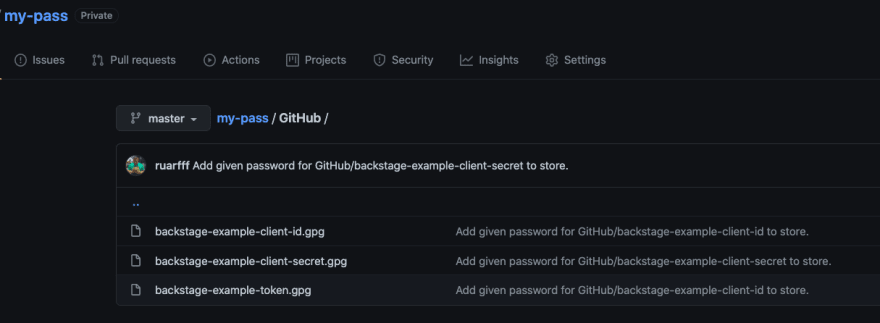 my-pass Private
Issues Pull requests Actions Projects Security Insights Settings
master my-pass / GitHub /
ruarfff Add given password for GitHub/backstage-example-client-secret to store.
..
backstage-example-client-id.gpg Add given password for GitHub/backstage-example-client-id to store.
backstage-example-client-secret.gpg Add given password for GitHub/backstage-example-client-secret to store.
backstage-example-token.gpg Add given password for GitHub/backstage-example-client-id to store.